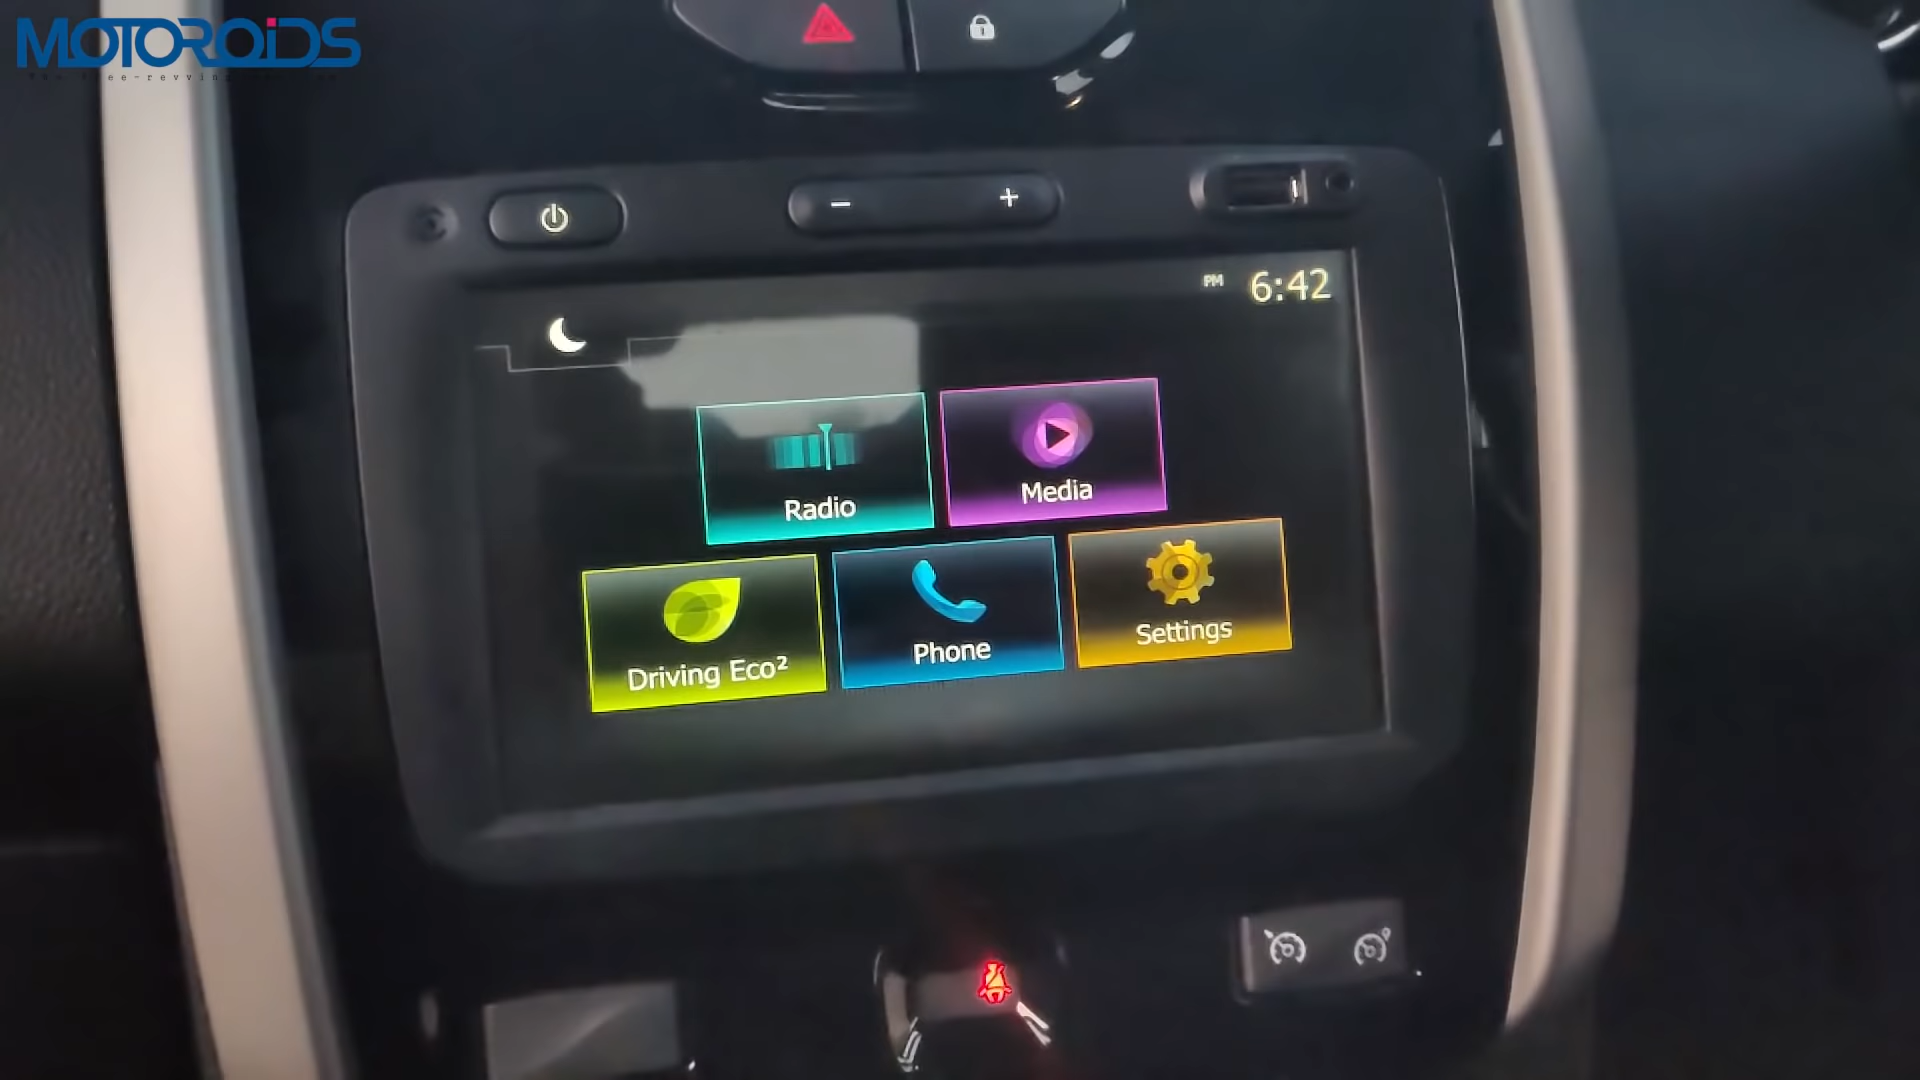 MOTOROiDS
PM 6:42
Radio
Media
Driving Eco²
Phone
Settings